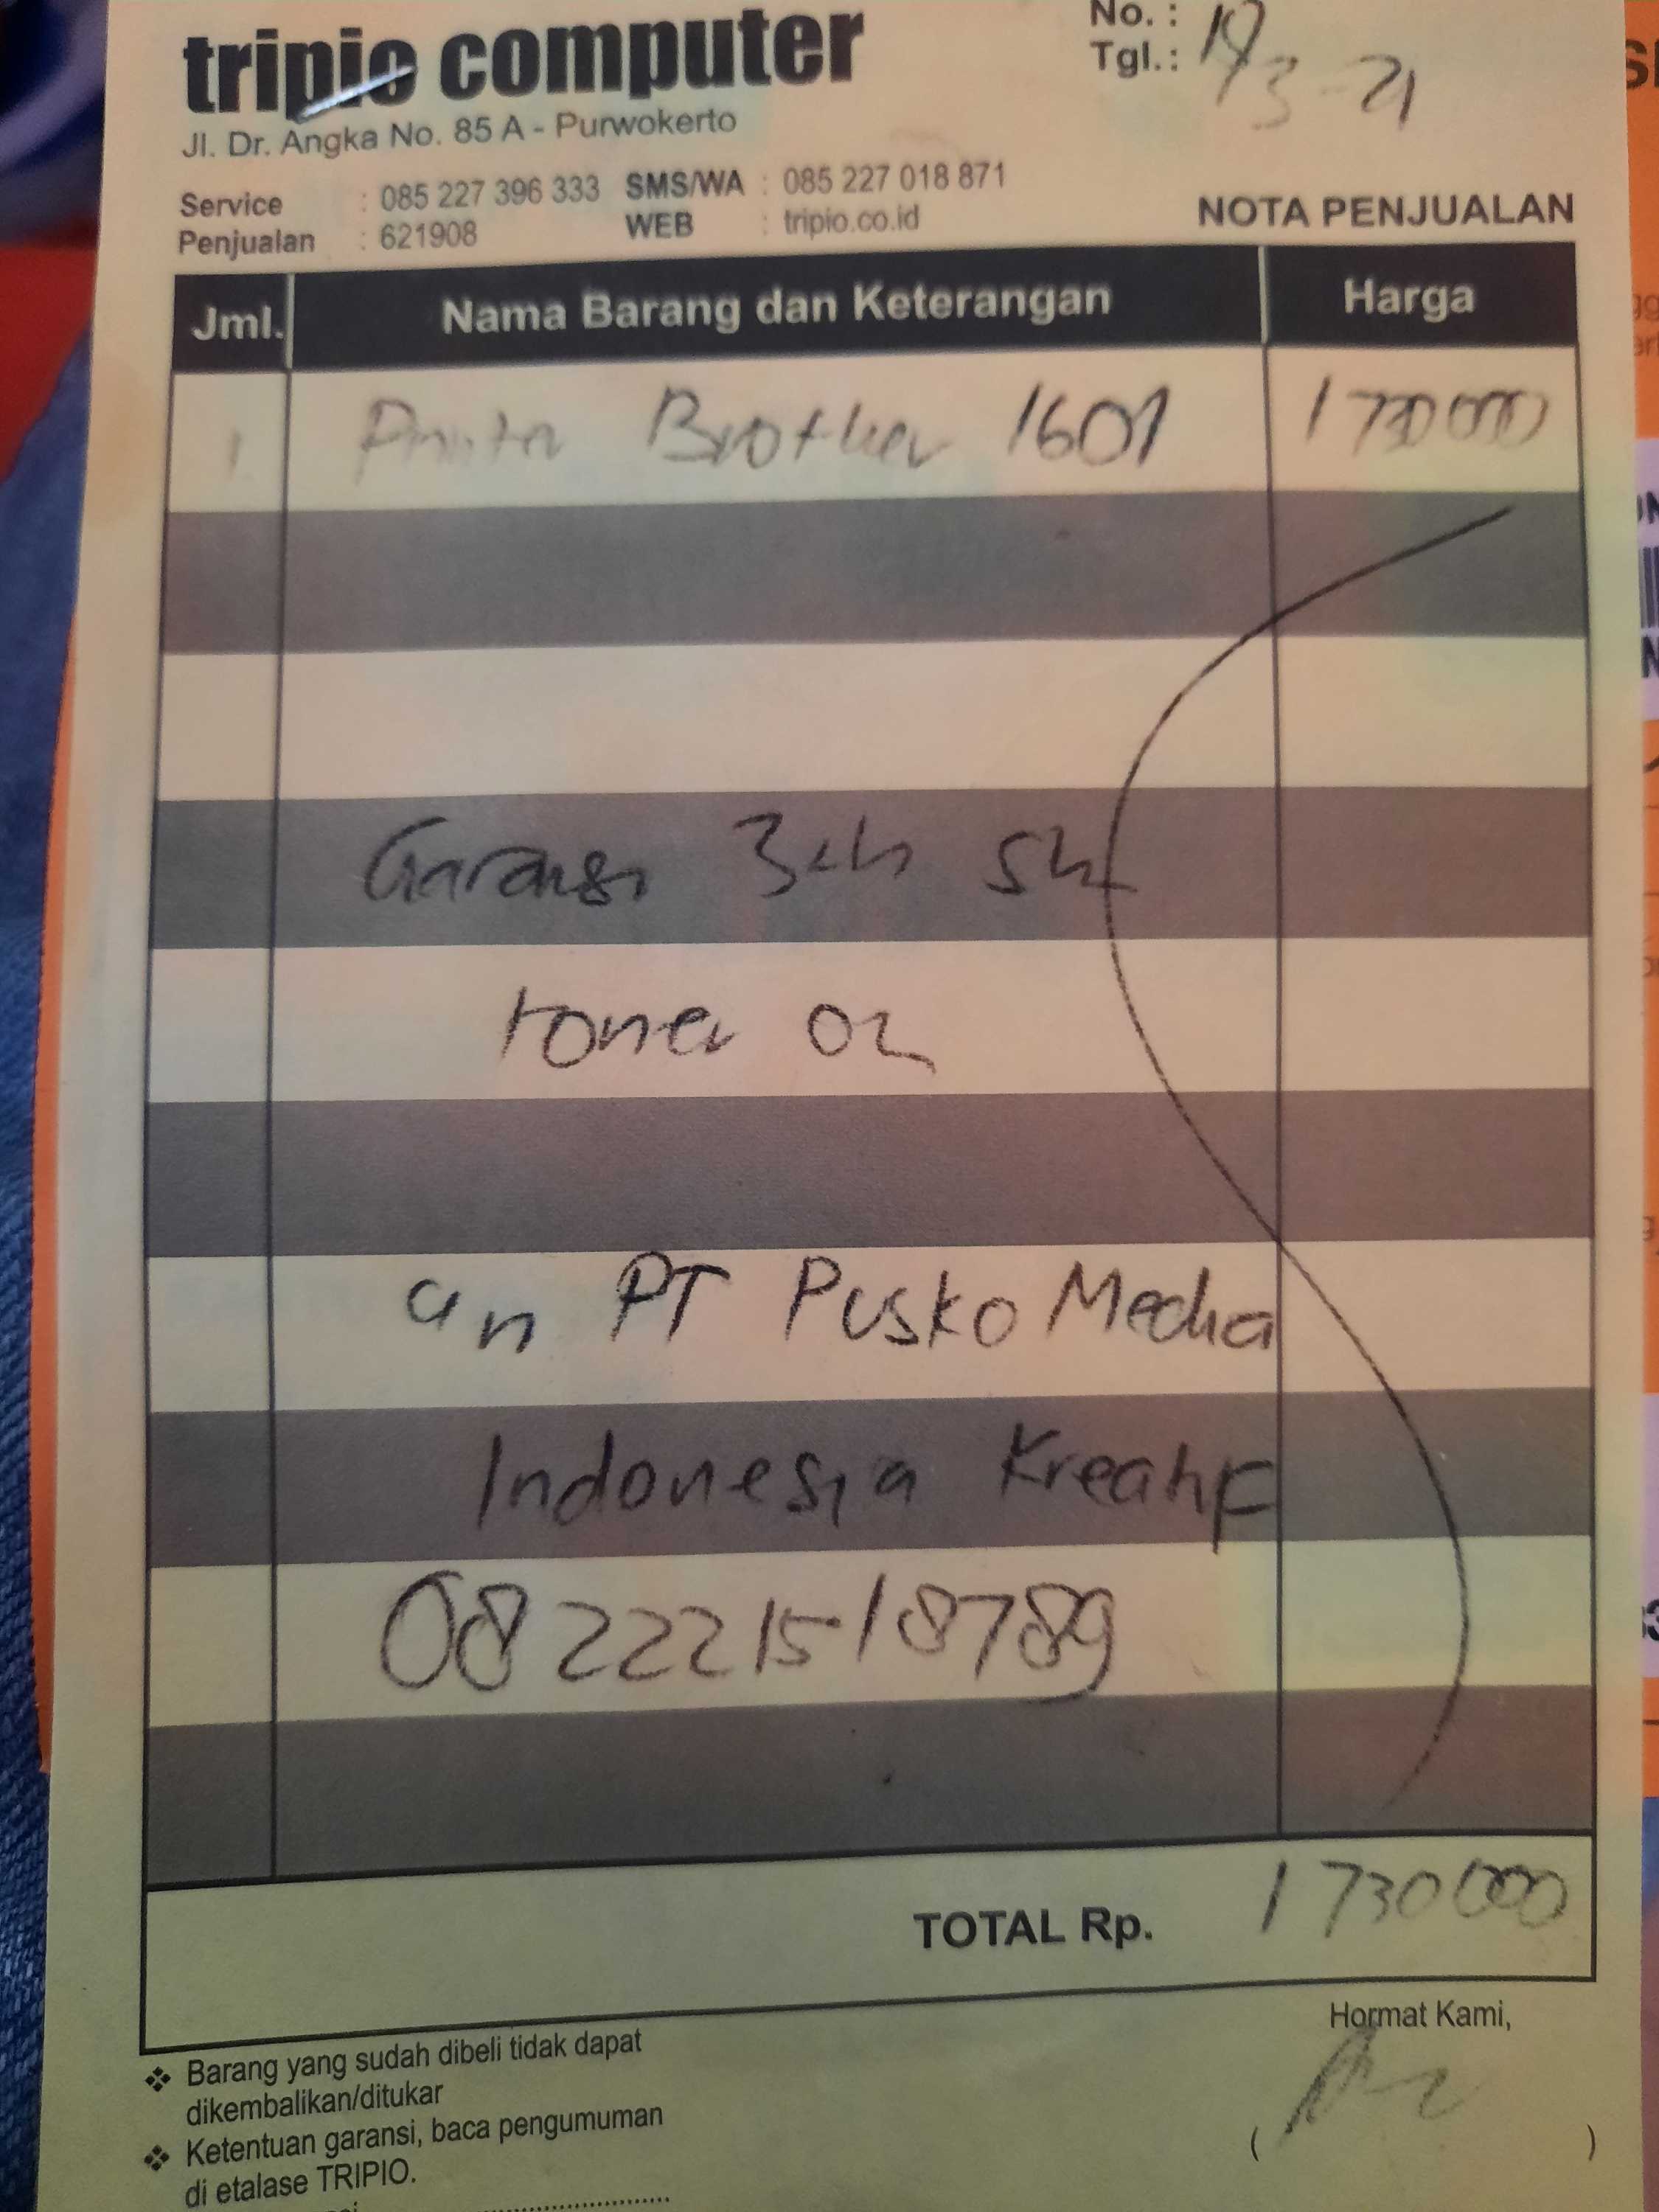 tripio computer
No. :
Tgl. : 19/3-21
Jl. Dr. Angka No. 85 A - Purwokerto
Service : 085 227 396 333 SMS/WA : 085 227 018 871
Penjualan : 621908 WEB : tripio.co.id
NOTA PENJUALAN
Jml. Nama Barang dan Keterangan Harga
1 Printer Brother 1601 1730000
Garansi 3th
toner
an PT Pusko Media
Indonesia Kreatif
082221518789
TOTAL Rp. 1730000
Hormat Kami,
❖ Barang yang sudah dibeli tidak dapat
dikembalikan/ditukar
❖ Ketentuan garansi, baca pengumuman
di etalase TRIPIO.
( )